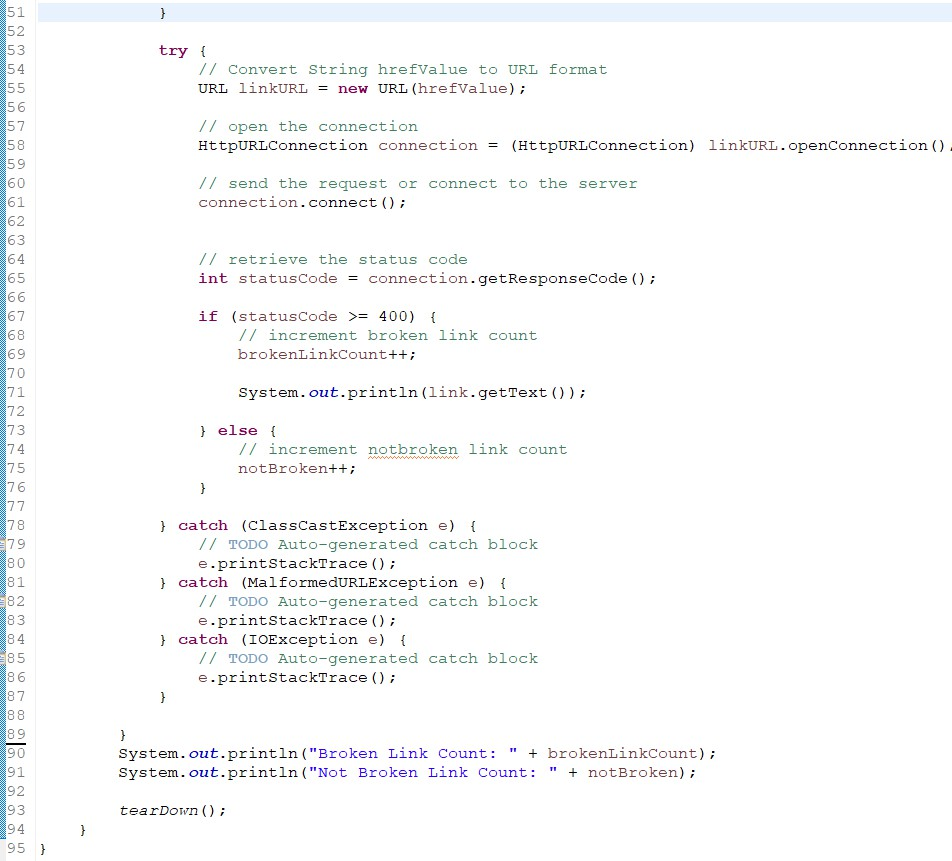 51 }
52
53 try {
54 // Convert String hrefValue to URL format
55 URL linkURL = new URL(hrefValue);
56
57 // open the connection
58 HttpURLConnection connection = (HttpURLConnection) linkURL.openConnection()
59
60 // send the request or connect to the server
61 connection.connect();
62
63
64 // retrieve the status code
65 int statusCode = connection.getResponseCode();
66
67 if (statusCode >= 400) {
68 // increment broken link count
69 brokenLinkCount++;
70
71 System.out.println(link.getText());
72
73 } else {
74 // increment notbroken link count
75 notBroken++;
76 }
77
78 } catch (ClassCastException e) {
79 // TODO Auto-generated catch block
80 e.printStackTrace();
81 } catch (MalformedURLException e) {
82 // TODO Auto-generated catch block
83 e.printStackTrace();
84 } catch (IOException e) {
85 // TODO Auto-generated catch block
86 e.printStackTrace();
87 }
88
89 }
90 System.out.println("Broken Link Count: " + brokenLinkCount);
91 System.out.println("Not Broken Link Count: " + notBroken);
92
93 tearDown();
94 }
95 }